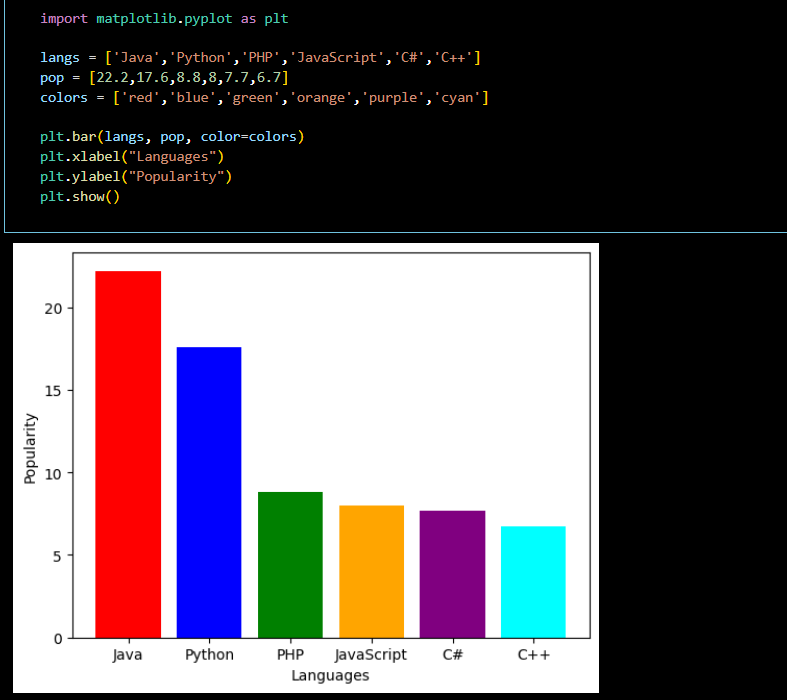 import matplotlib.pyplot as plt
langs = ['Java','Python','PHP','JavaScript','C#','C++']
pop = [22.2,17.6,8.8,8,7.7,6.7]
colors = ['red','blue','green','orange','purple','cyan']
plt.bar(langs, pop, color=colors)
plt.xlabel("Languages")
plt.ylabel("Popularity")
plt.show()
20
15
10
5
0
Popularity
Java Python PHP JavaScript C# C++
Languages